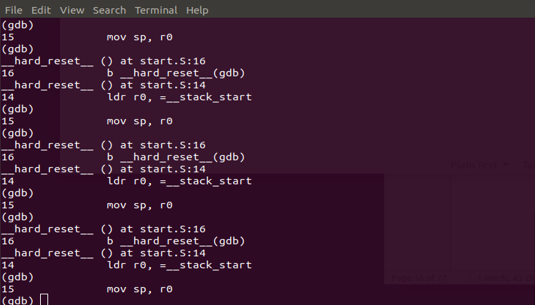 File Edit View Search Terminal Help
(gdb)
15 mov sp, r0
(gdb)
__hard_reset__ () at start.S:16
16 b __hard_reset__(gdb)
__hard_reset__ () at start.S:14
14 ldr r0, =__stack_start
(gdb)
15 mov sp, r0
(gdb)
__hard_reset__ () at start.S:16
16 b __hard_reset__(gdb)
__hard_reset__ () at start.S:14
14 ldr r0, =__stack_start
(gdb)
15 mov sp, r0
(gdb)
__hard_reset__ () at start.S:16
16 b __hard_reset__(gdb)
__hard_reset__ () at start.S:14
14 ldr r0, =__stack_start
(gdb)
15 mov sp, r0
(gdb)